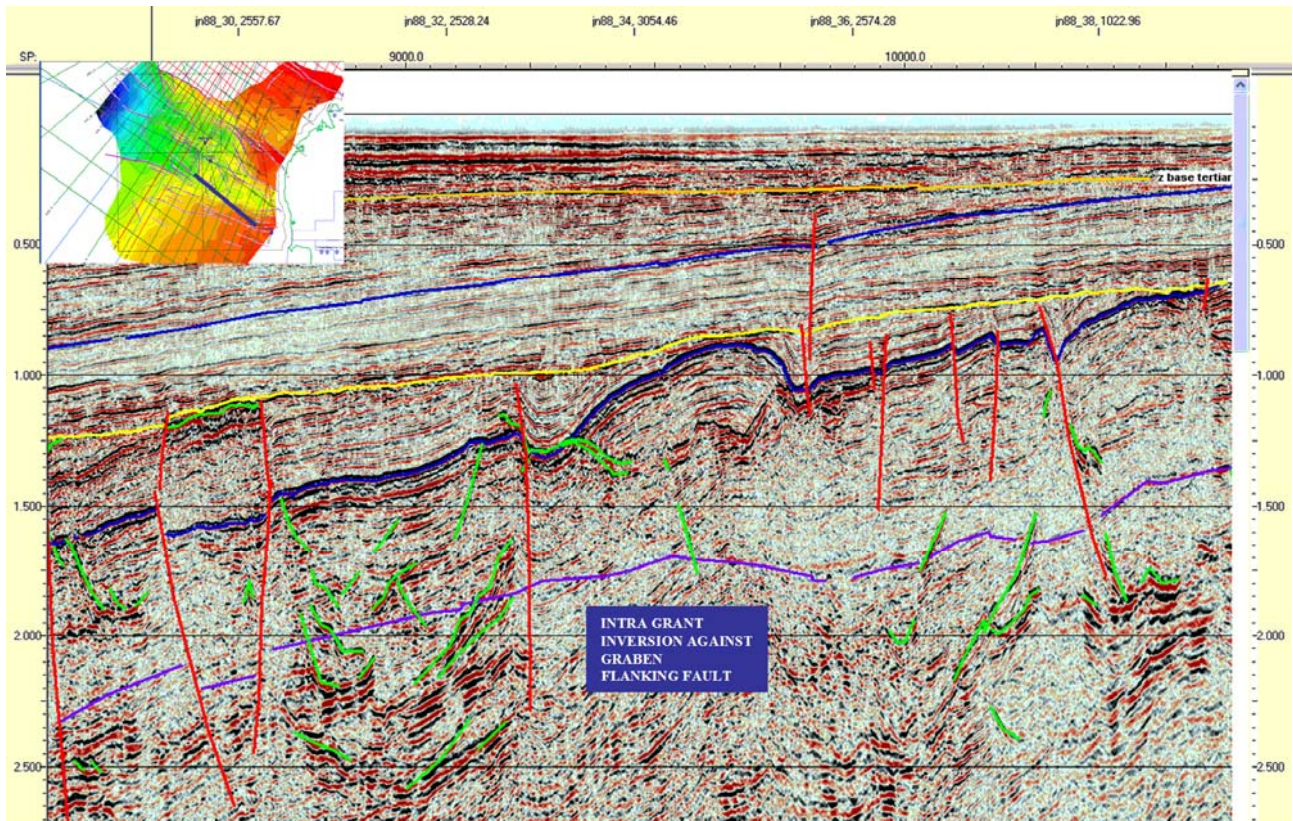 jn88_30, 2557.67 jn88_32, 2528.24 jn88_34, 3054.46 jn88_36, 2574.28 jn88_38, 1022.96
SP: 9000.0 10000.0
z base tertiar
0.500 0.500
1.000 1.000
1.500 1.500
2.000 2.000
INTRA GRANT
INVERSION AGAINST
GRABEN
FLANKING FAULT
2.500 2.500